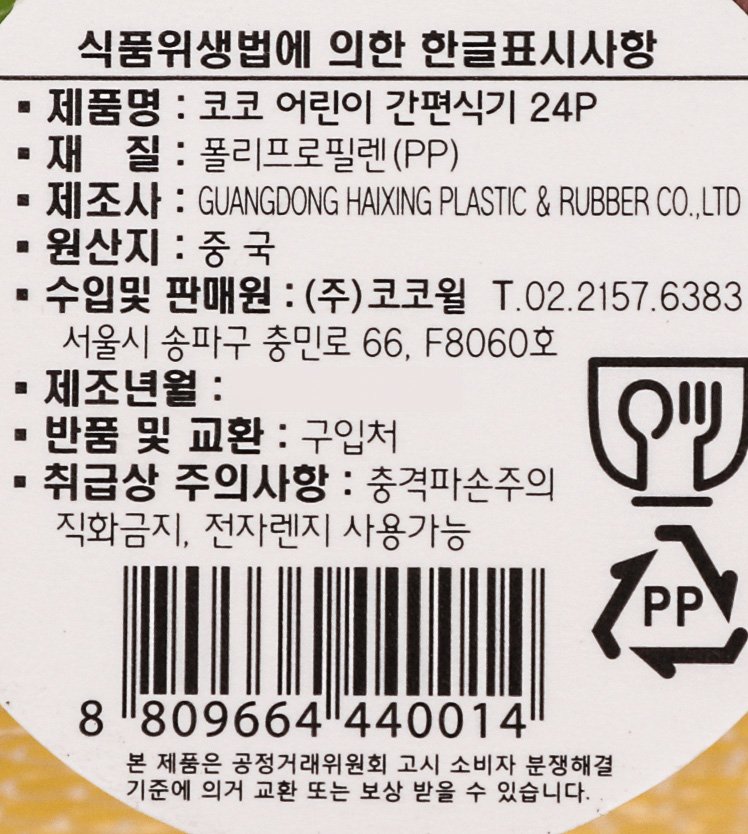 식품위생법에 의한 한글표시사항
▪ 제품명 : 코코 어린이 간편식기 24P
▪ 재 질 : 폴리프로필렌(PP)
▪ 제조사 : GUANGDONG HAIXING PLASTIC & RUBBER CO.,LTD
▪ 원산지 : 중 국
▪ 수입및 판매원 : (주)코코윌 T.02.2157.6383
서울시 송파구 충민로 66, F8060호
▪ 제조년월 :
▪ 반품 및 교환 : 구입처
▪ 취급상 주의사항 : 충격파손주의
직화금지, 전자렌지 사용가능
PP
8 809664 440014
본 제품은 공정거래위원회 고시 소비자 분쟁해결
기준에 의거 교환 또는 보상 받을 수 있습니다.